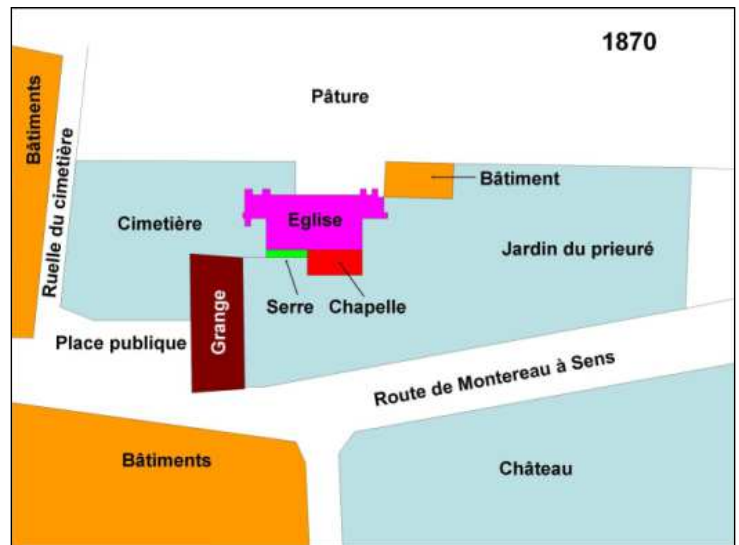 1870
Pâture
Bâtiments
Ruelle du cimetière
Bâtiment
Cimetière
Eglise
Jardin du prieuré
Serre
Chapelle
Grange
Place publique
Route de Montereau à Sens
Bâtiments
Château